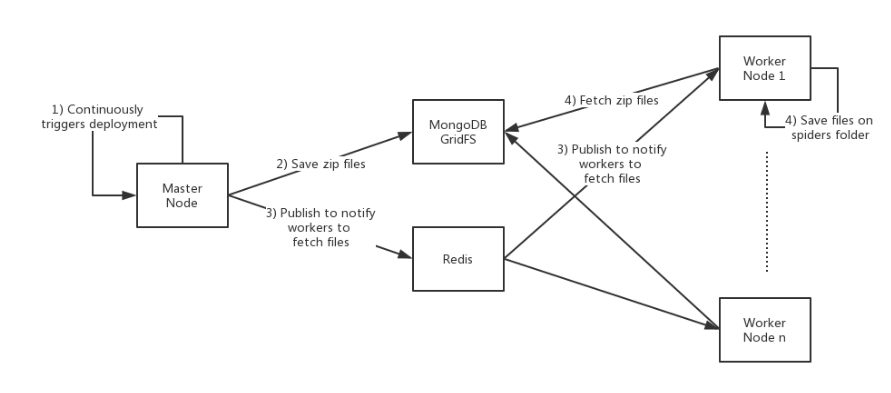 1) Continuously
triggers deployment
Master
Node
2) Save zip files
3) Publish to notify
workers to
fetch files
MongoDB
GridFS
Redis
4) Fetch zip files
3) Publish to notify
workers to
fetch files
Worker
Node 1
4) Save files on
spiders folder
Worker
Node n